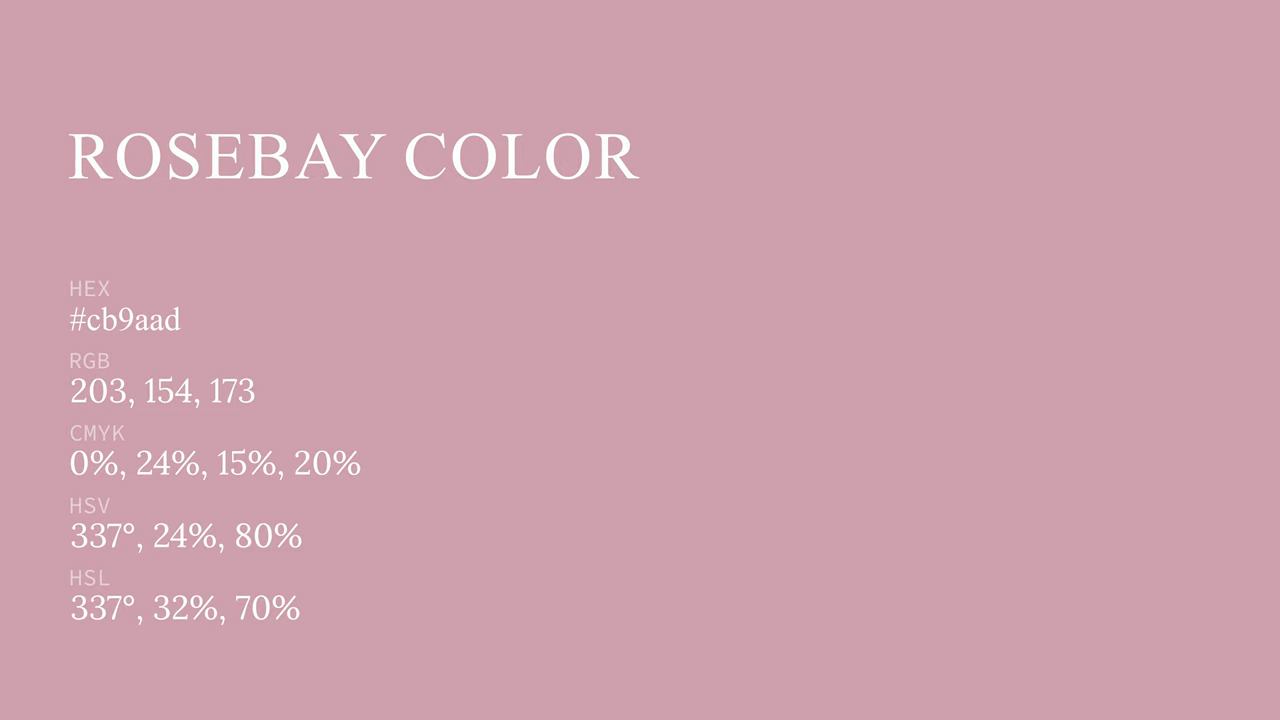 ROSEBAY COLOR
HEX
#cb9aad
RGB
203, 154, 173
CMYK
0%, 24%, 15%, 20%
HSV
337°, 24%, 80%
HSL
337°, 32%, 70%